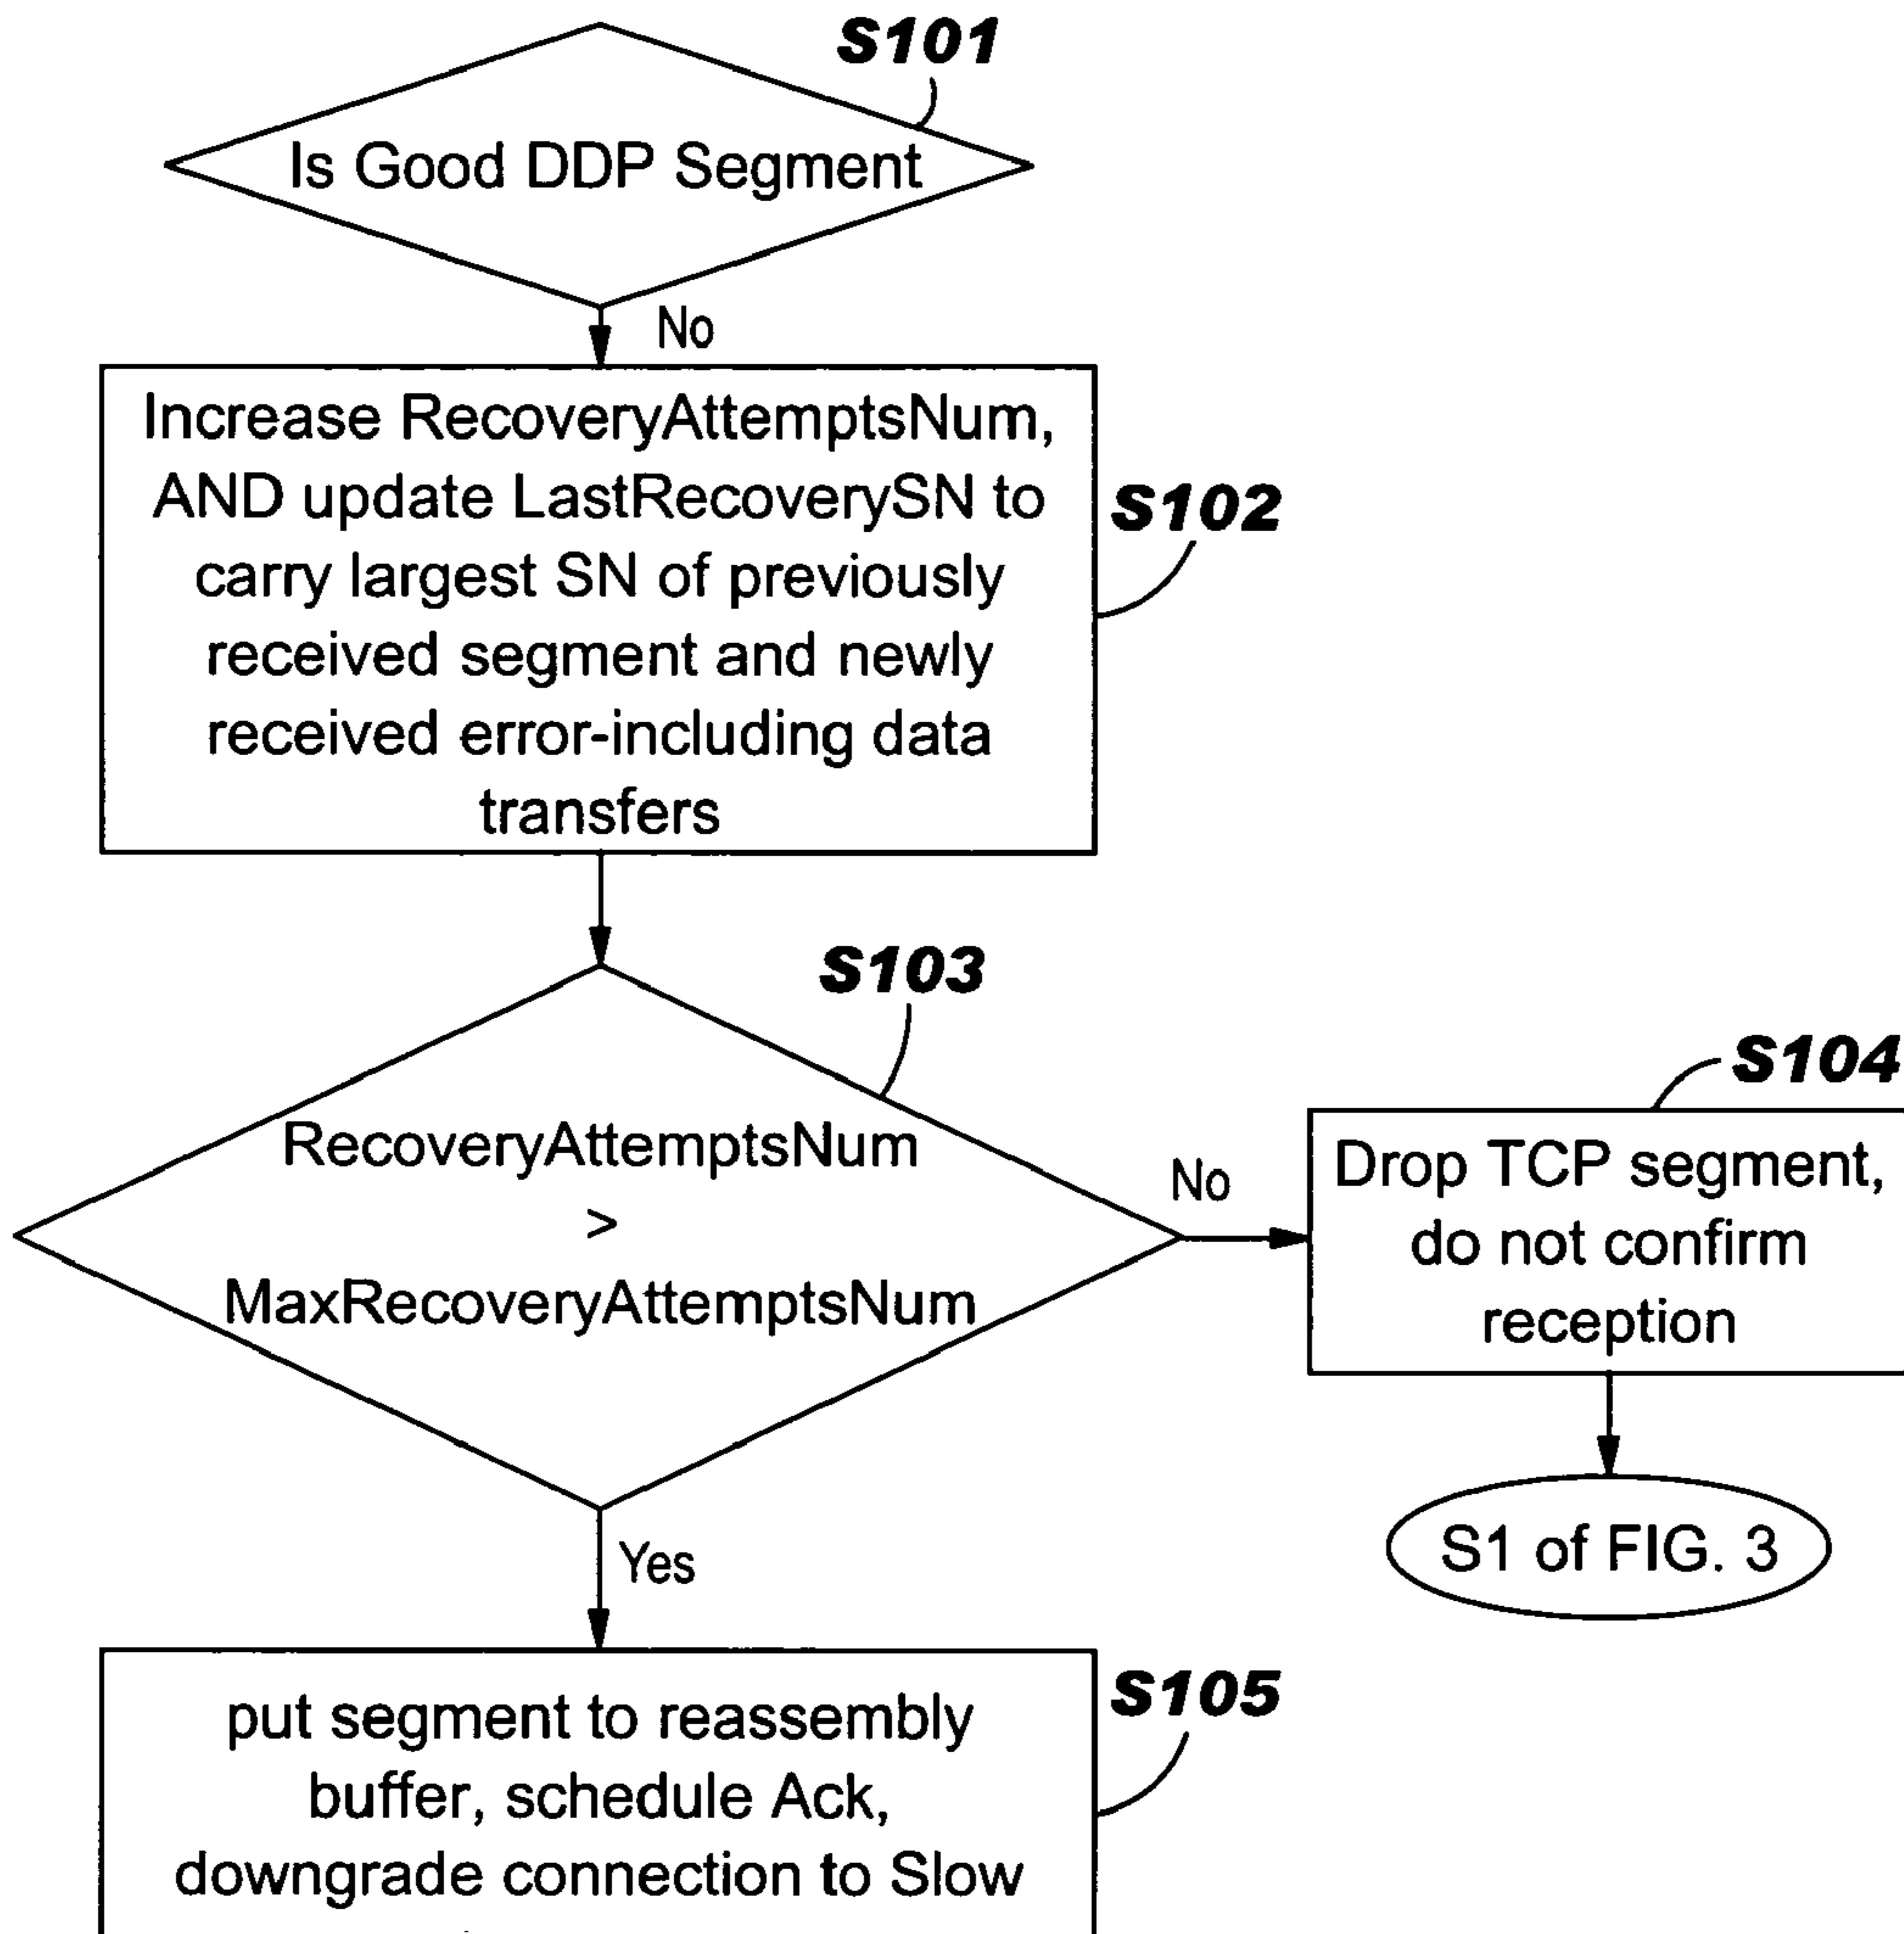 S101
Is Good DDP Segment
No
Increase RecoveryAttemptsNum,
AND update LastRecoverySN to
carry largest SN of previously
received segment and newly
received error-including data
transfers
S102
S103
RecoveryAttemptsNum
>
MaxRecoveryAttemptsNum
No
S104
Drop TCP segment,
do not confirm
reception
S1 of FIG. 3
Yes
S105
put segment to reassembly
buffer, schedule Ack,
downgrade connection to Slow